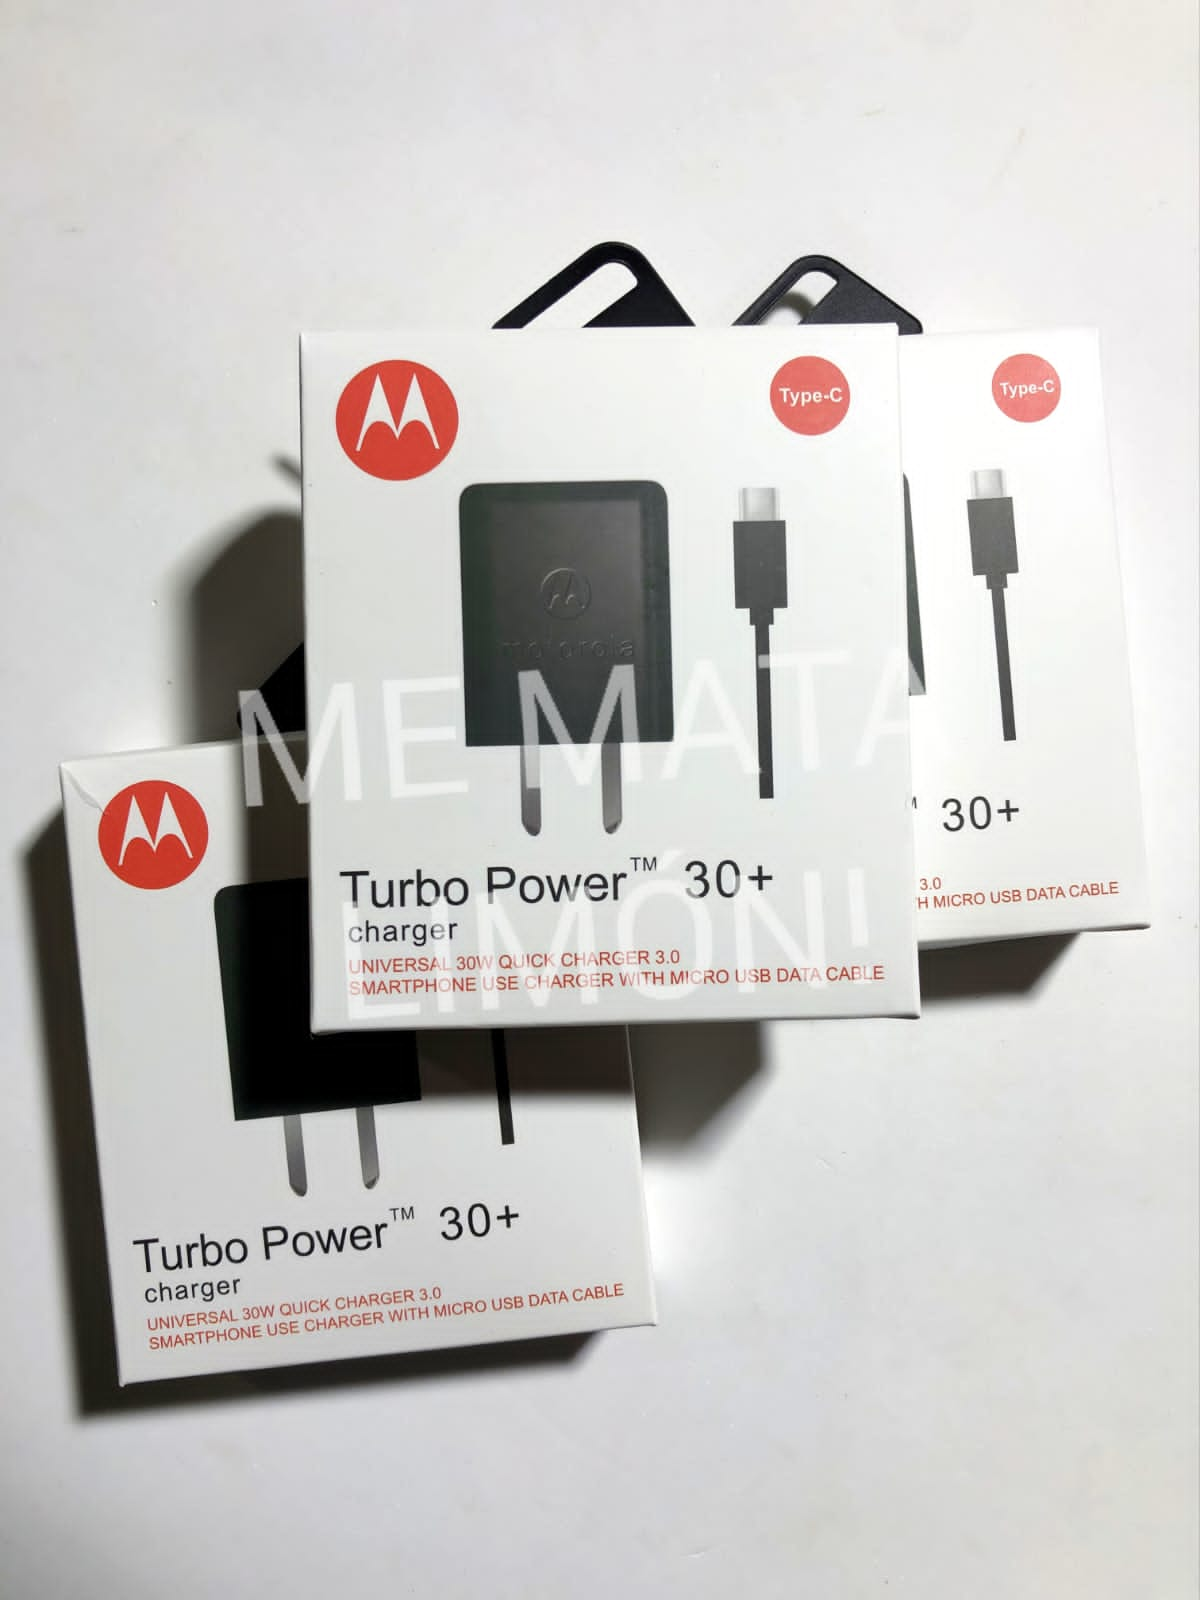 Type-C
motorola
ME MATA
Turbo Power™ 30+
LIMÓN!
charger
UNIVERSAL 30W QUICK CHARGER 3.0
SMARTPHONE USE CHARGER WITH MICRO USB DATA CABLE
Type-C
™ 30+
3.0
H MICRO USB DATA CABLE
Turbo Power™ 30+
charger
UNIVERSAL 30W QUICK CHARGER 3.0
SMARTPHONE USE CHARGER WITH MICRO USB DATA CABLE